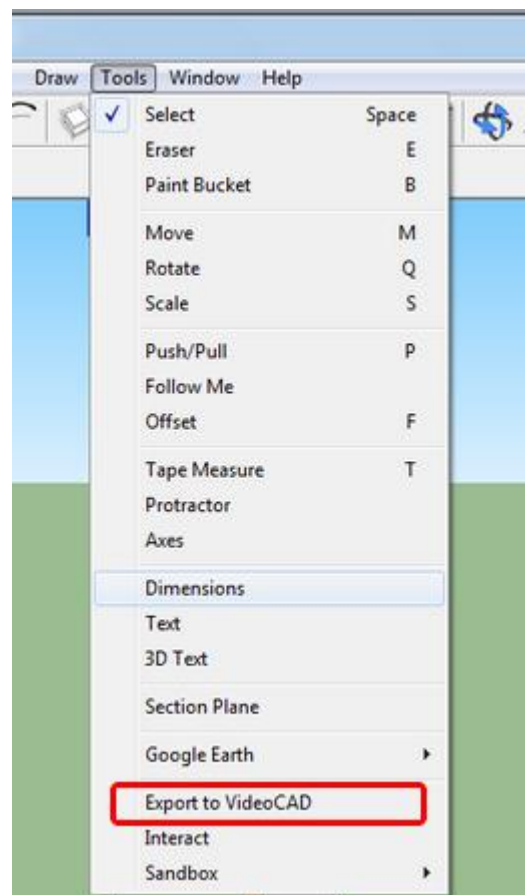 Draw Tools Window Help
Select Space
Eraser E
Paint Bucket B
Move M
Rotate Q
Scale S
Push/Pull P
Follow Me
Offset F
Tape Measure T
Protractor
Axes
Dimensions
Text
3D Text
Section Plane
Google Earth
Export to VideoCAD
Interact
Sandbox